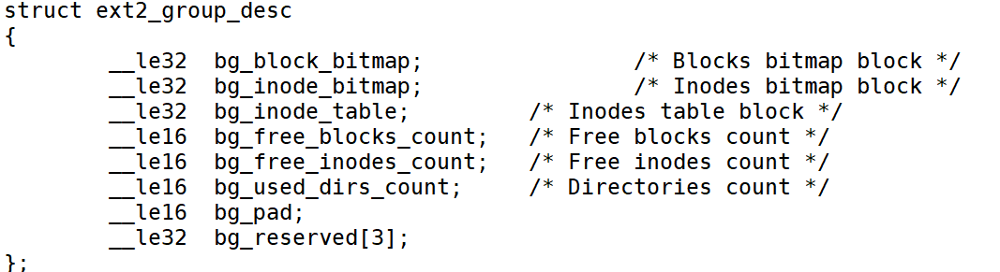 struct ext2_group_desc
{
        __le32  bg_block_bitmap;                /* Blocks bitmap block */
        __le32  bg_inode_bitmap;                /* Inodes bitmap block */
        __le32  bg_inode_table;         /* Inodes table block */
        __le16  bg_free_blocks_count;   /* Free blocks count */
        __le16  bg_free_inodes_count;   /* Free inodes count */
        __le16  bg_used_dirs_count;     /* Directories count */
        __le16  bg_pad;
        __le32  bg_reserved[3];
};